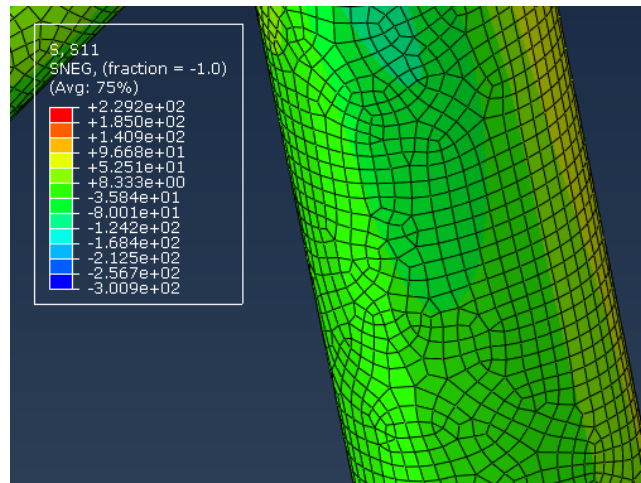 S, S11
SNEG, (fraction = -1.0)
(Avg: 75%)
+2.292e+02
+1.850e+02
+1.409e+02
+9.668e+01
+5.251e+01
+8.333e+00
-3.584e+01
-8.001e+01
-1.242e+02
-1.684e+02
-2.125e+02
-2.567e+02
-3.009e+02